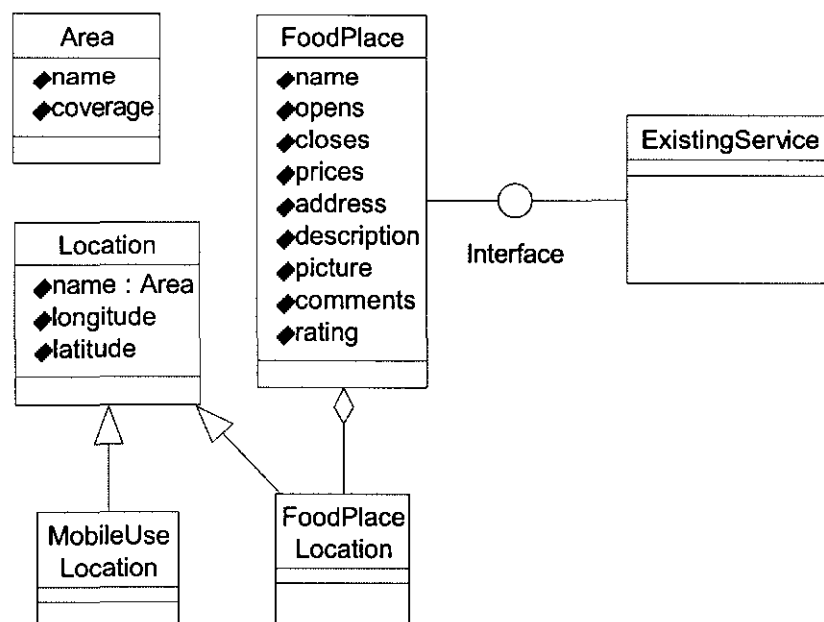 Area
name
coverage
FoodPlace
name
opens
closes
prices
address
description
picture
comments
rating
ExistingService
Interface
Location
name : Area
longitude
latitude
MobileUse
Location
FoodPlace
Location